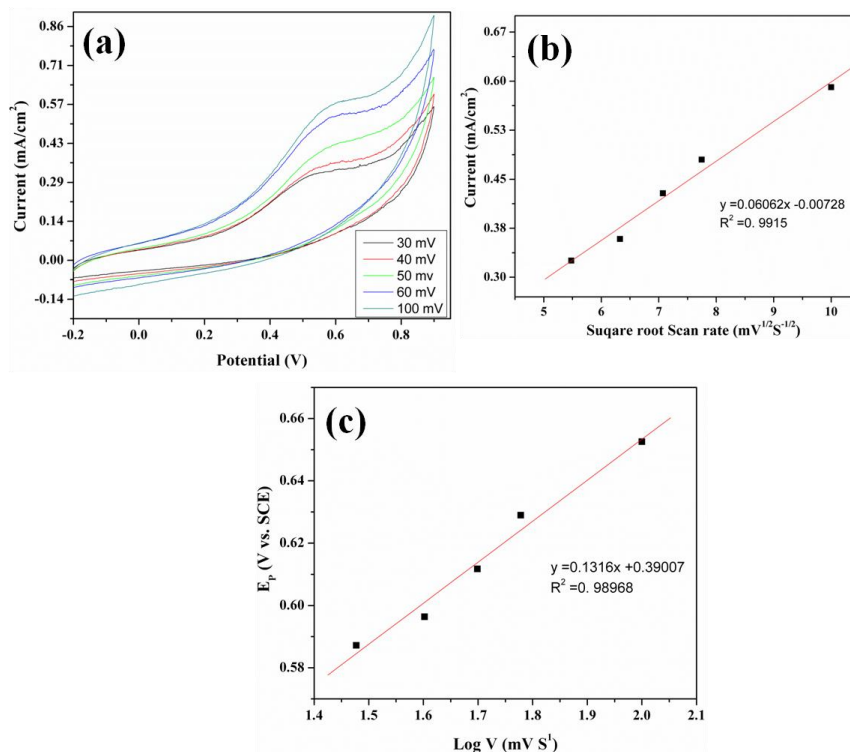 (a)
Current (mA/cm²)
0.86
0.71
0.57
0.43
0.29
0.14
0.00
-0.14
30 mV
40 mV
50 mv
60 mV
100 mV
-0.2 0.0 0.2 0.4 0.6 0.8
Potential (V)
(b)
Current (mA/cm²)
0.67
0.60
0.53
0.45
0.38
0.30
y =0.06062x -0.00728
R² =0. 9915
5 6 7 8 9 10
Suqare root Scan rate (mV^1/2S^-1/2)
(c)
E_P (V vs. SCE)
0.66
0.64
0.62
0.60
0.58
y =0.1316x +0.39007
R² =0. 98968
1.4 1.5 1.6 1.7 1.8 1.9 2.0 2.1
Log V (mV S¹)